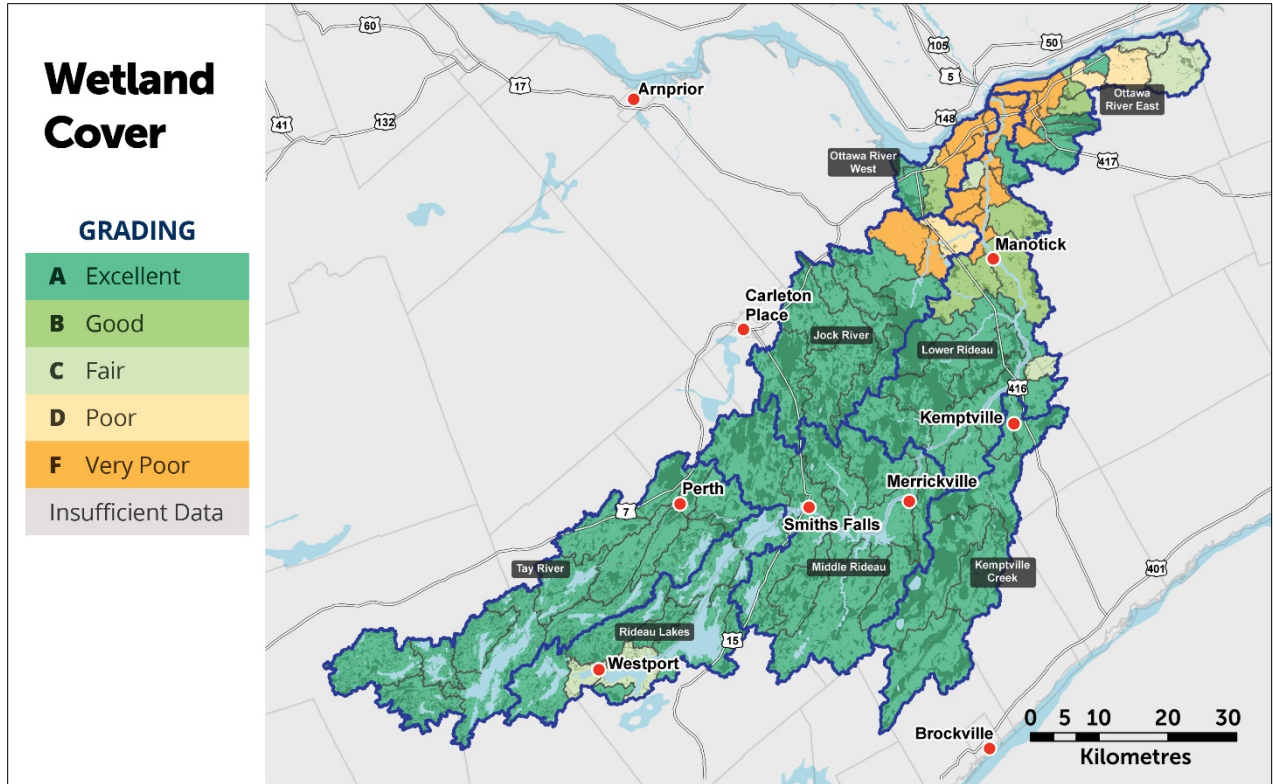 Wetland
Cover
GRADING
A Excellent
B Good
C Fair
D Poor
F Very Poor
Insufficient Data
60
105
50
5
17
Arnprior
Ottawa
River East
41
132
148
Ottawa River
West
417
Manotick
Carleton
Place
Jock River
Lower Rideau
416
Kemptville
Perth
Merrickville
7
Smiths Falls
Tay River
Middle Rideau
Kemptville
Creek
401
Rideau Lakes
15
Westport
Brockville
0 5 10 20 30
Kilometres